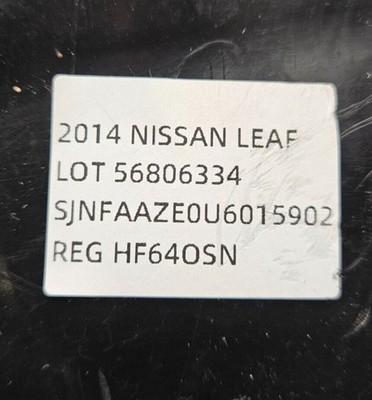 2014 NISSAN LEAF
LOT 56806334
SJNFAAZE0U6015902
REG HF64OSN